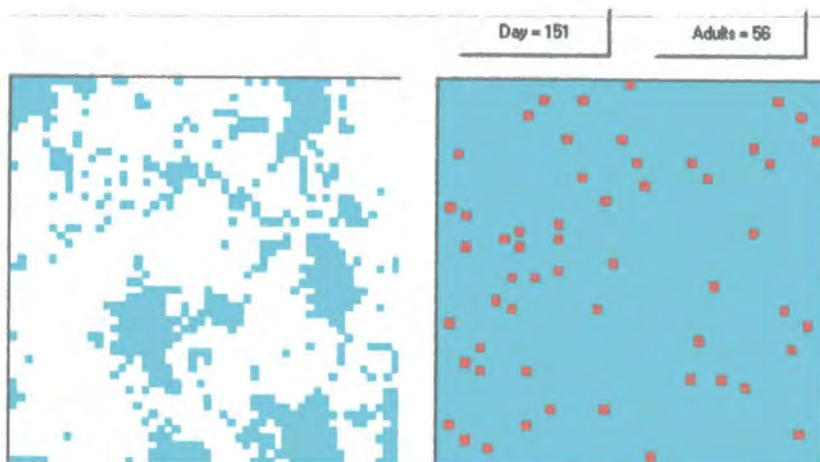 Day = 151
Adults = 56